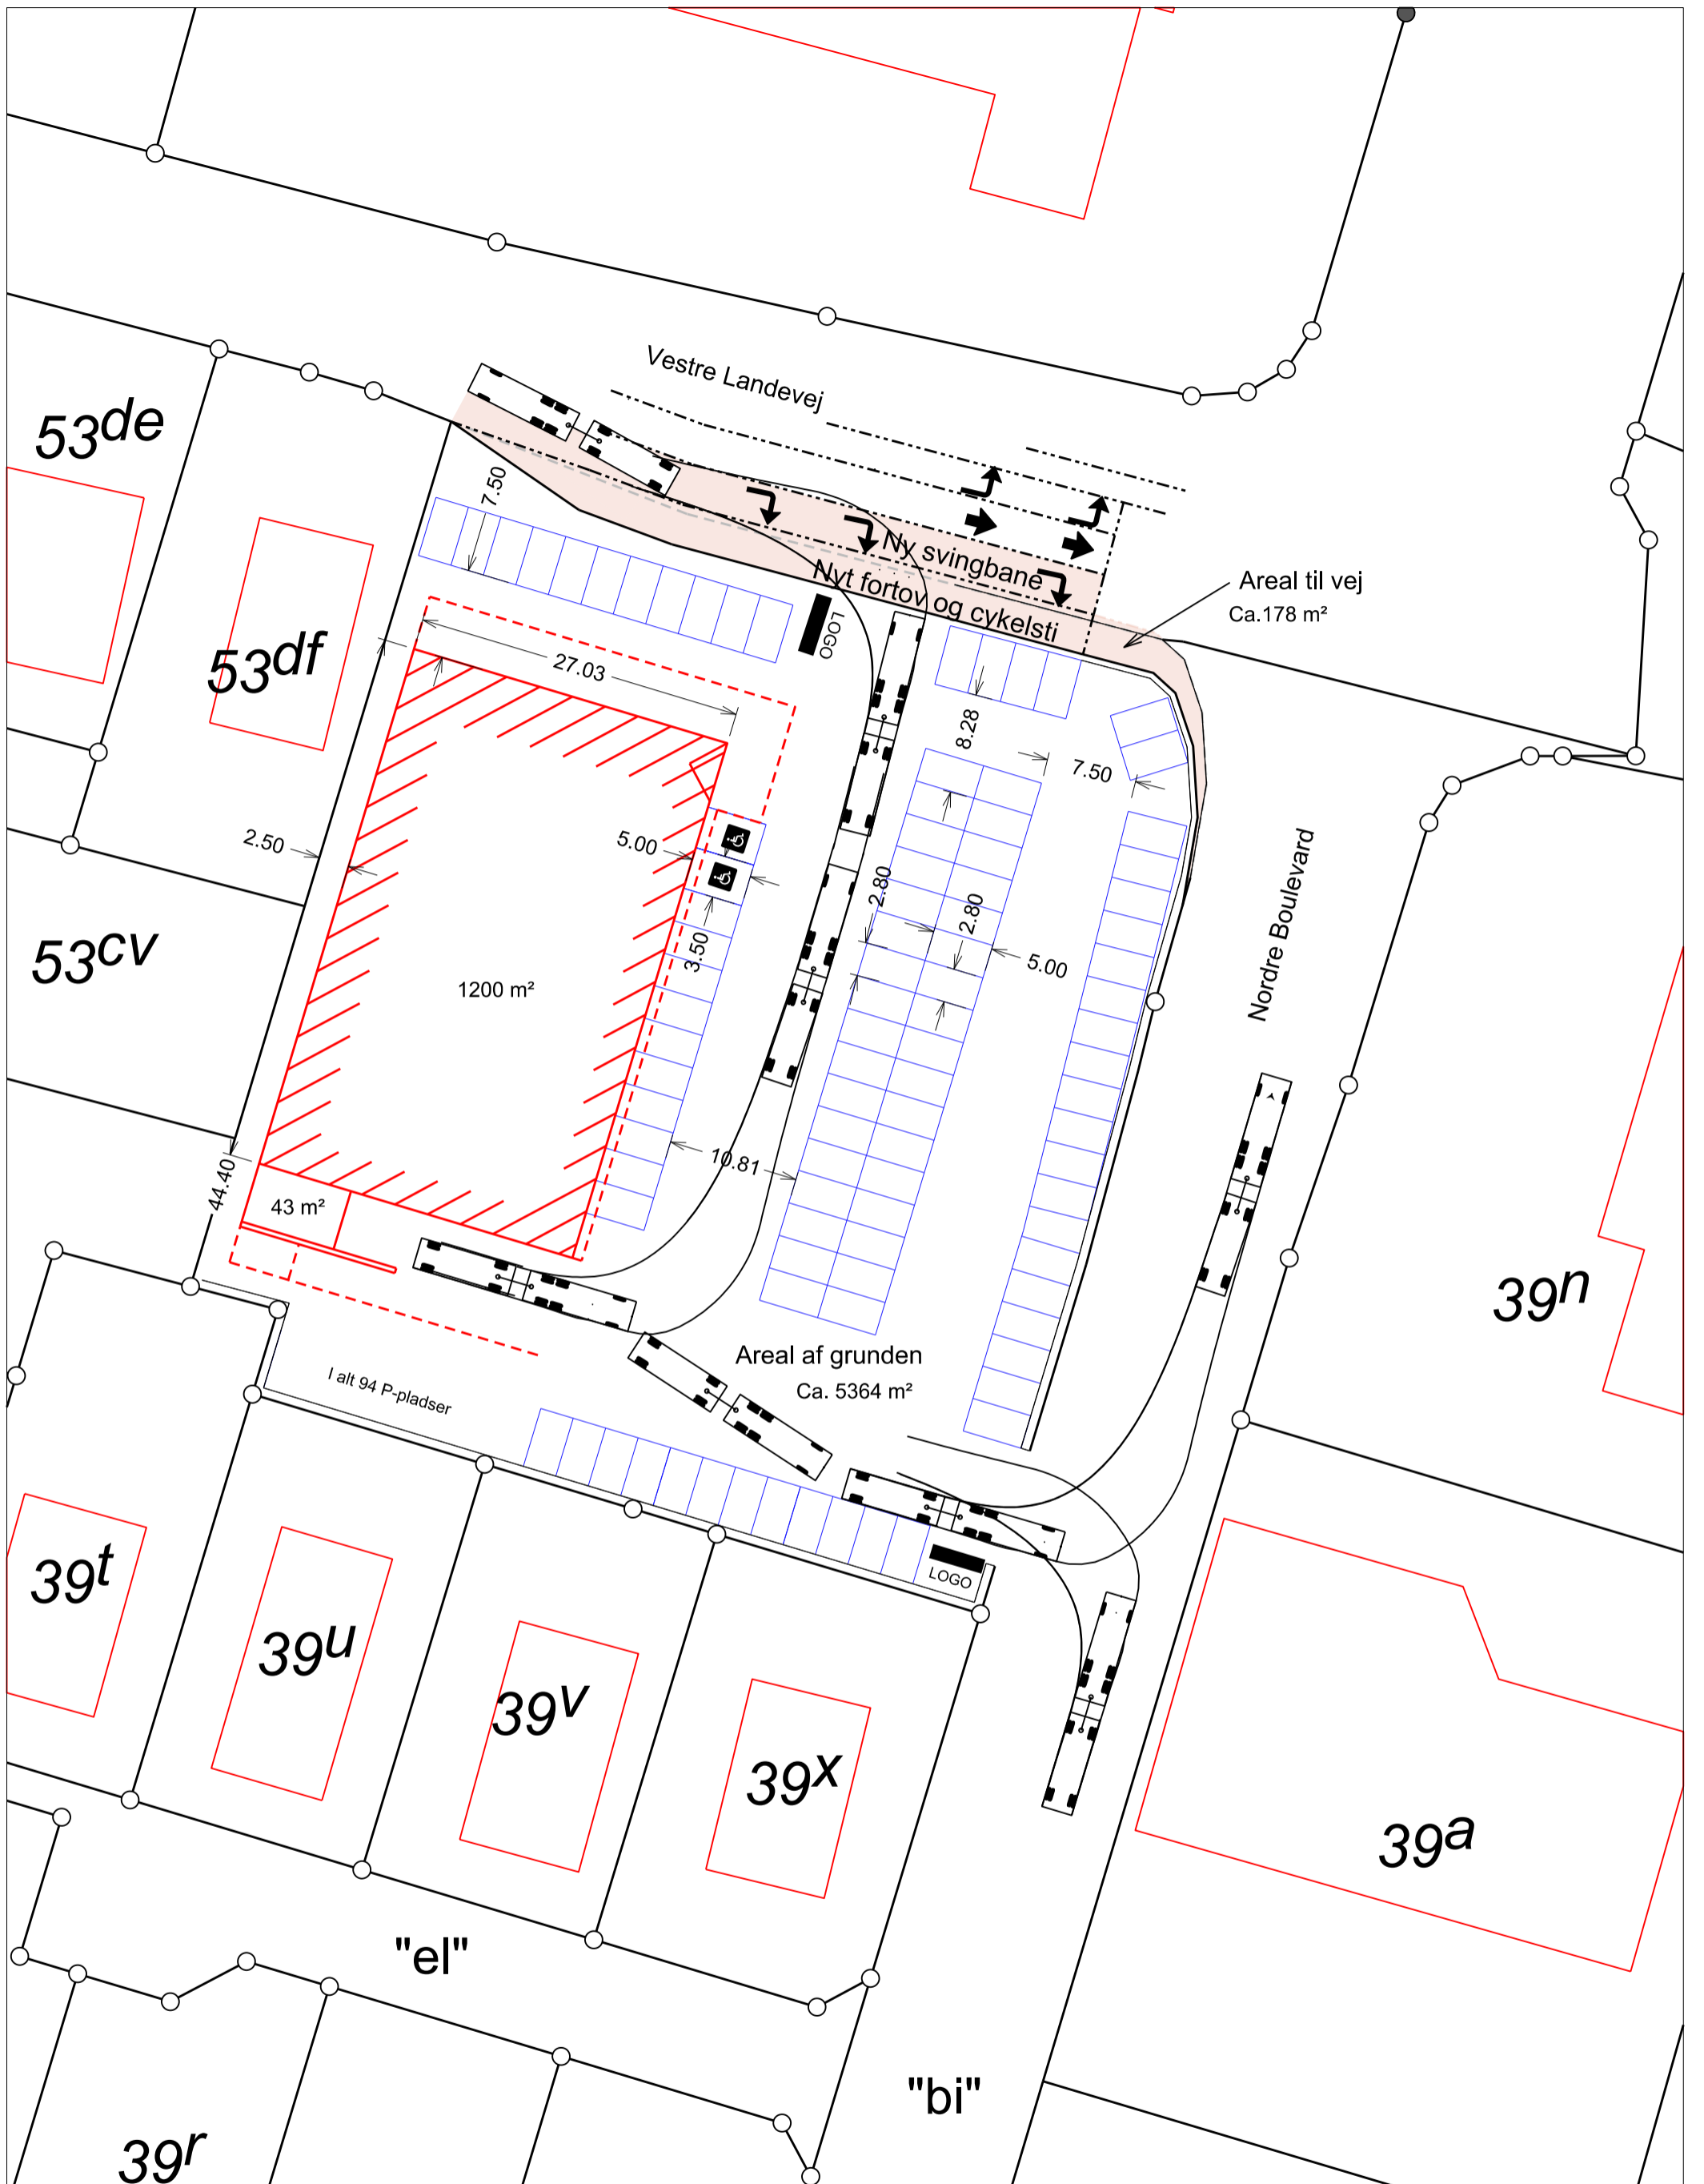 Vestre Landevej
53de
7.50
Ny svingbane
Nyt fortov og cykelsti
Areal til vej
Ca.178 m²
LOGO
53df
27.03
8.28
7.50
2.50
5.00
2.80
2.80
3.50
5.00
Nordre Boulevard
53cv
1200 m²
10.81
44.40
43 m²
39n
Areal af grunden
Ca. 5364 m²
I alt 94 P-pladser
LOGO
39t
39u
39v
39x
39a
"el"
"bi"
39r